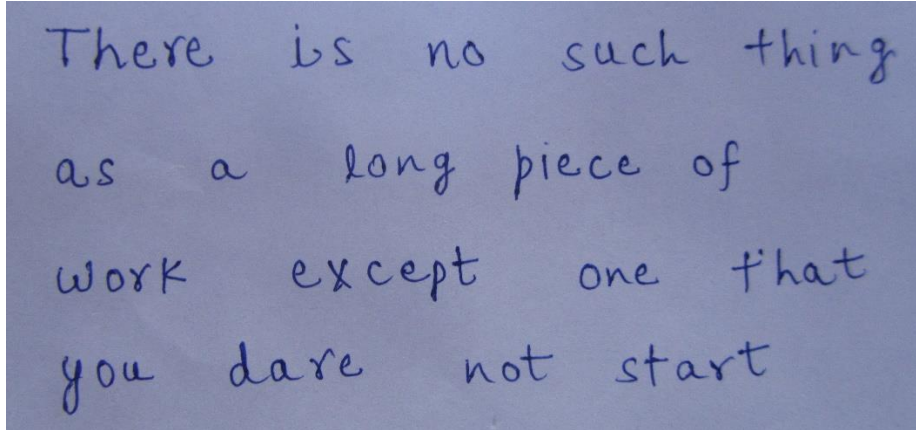 There is no such thing
as a long piece of
work except one that
you dare not start